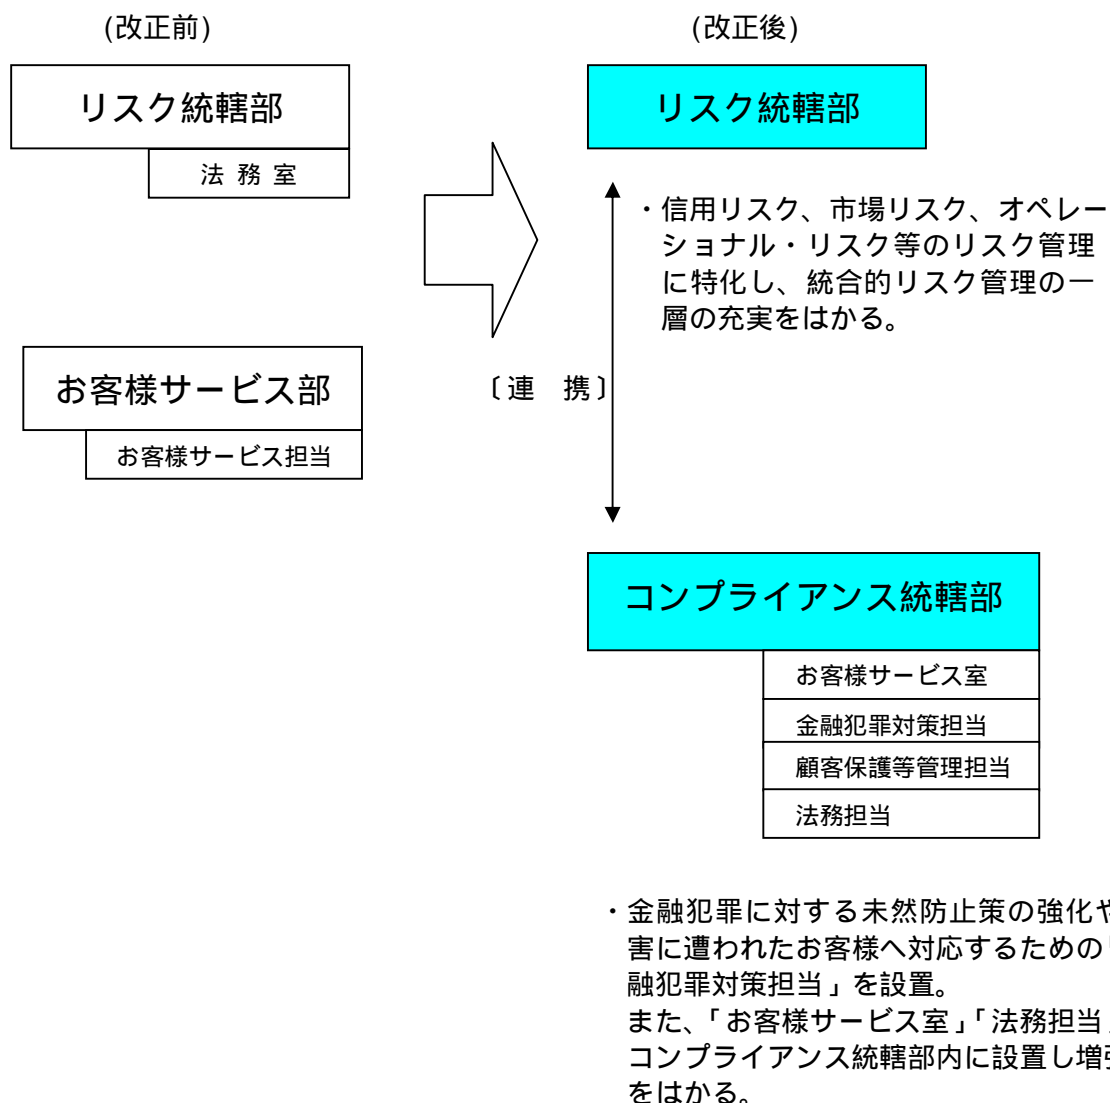 (改正前)
(改正後)
リスク統轄部
法 務 室
お客様サービス部
お客様サービス担当
リスク統轄部
・信用リスク、市場リスク、オペレー
ショナル・リスク等のリスク管理
に特化し、統合的リスク管理の一
層の充実をはかる。
〔連　携〕
コンプライアンス統轄部
お客様サービス室
金融犯罪対策担当
顧客保護等管理担当
法務担当
・金融犯罪に対する未然防止策の強化や
害に遭われたお客様へ対応するための「
融犯罪対策担当」を設置。
また、「お客様サービス室」「法務担当」
コンプライアンス統轄部内に設置し増強
をはかる。